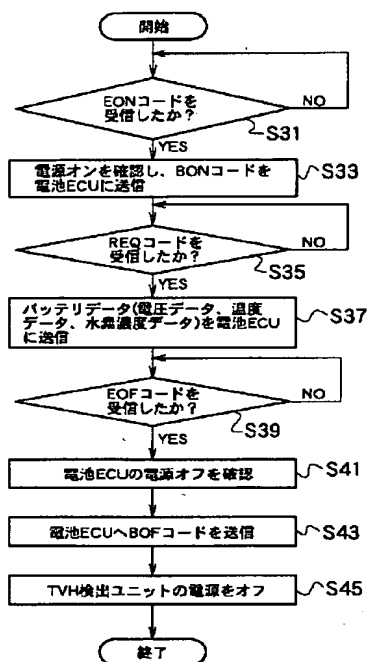 開始
EONコードを
受信したか?
NO
S31
YES
電源オンを確認し、BONコードを
電池ECUに送信
S33
REQコードを
受信したか?
NO
S35
YES
バッテリデータ(電圧データ、温度
データ、水素濃度データ)を電池ECU
に送信
S37
EOFコードを
受信したか?
NO
S39
YES
電池ECUの電源オフを確認
S41
電池ECUへBOFコードを送信
S43
TVH検出ユニットの電源をオフ
S45
終了